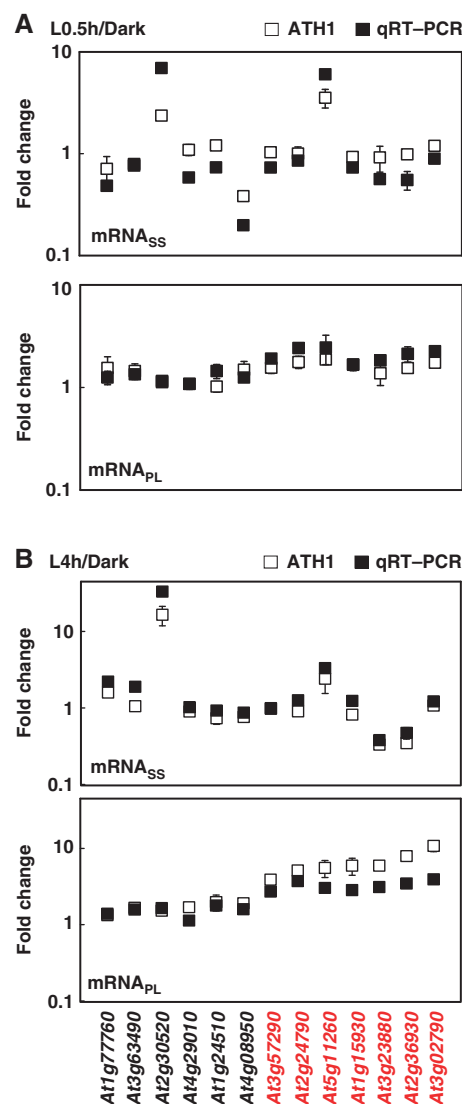 A L0.5h/Dark □ ATH1 ■ qRT–PCR
10
1
0.1
Fold change
mRNASS
10
1
0.1
Fold change
mRNAPL
B L4h/Dark □ ATH1 ■ qRT–PCR
10
1
0.1
Fold change
mRNASS
10
1
0.1
Fold change
mRNAPL
At1g77760
At3g63490
At2g30520
At4g29010
At1g24510
At4g08950
At3g57290
At2g24790
At5g11260
At1g15930
At3g23880
At2g36930
At3g02790